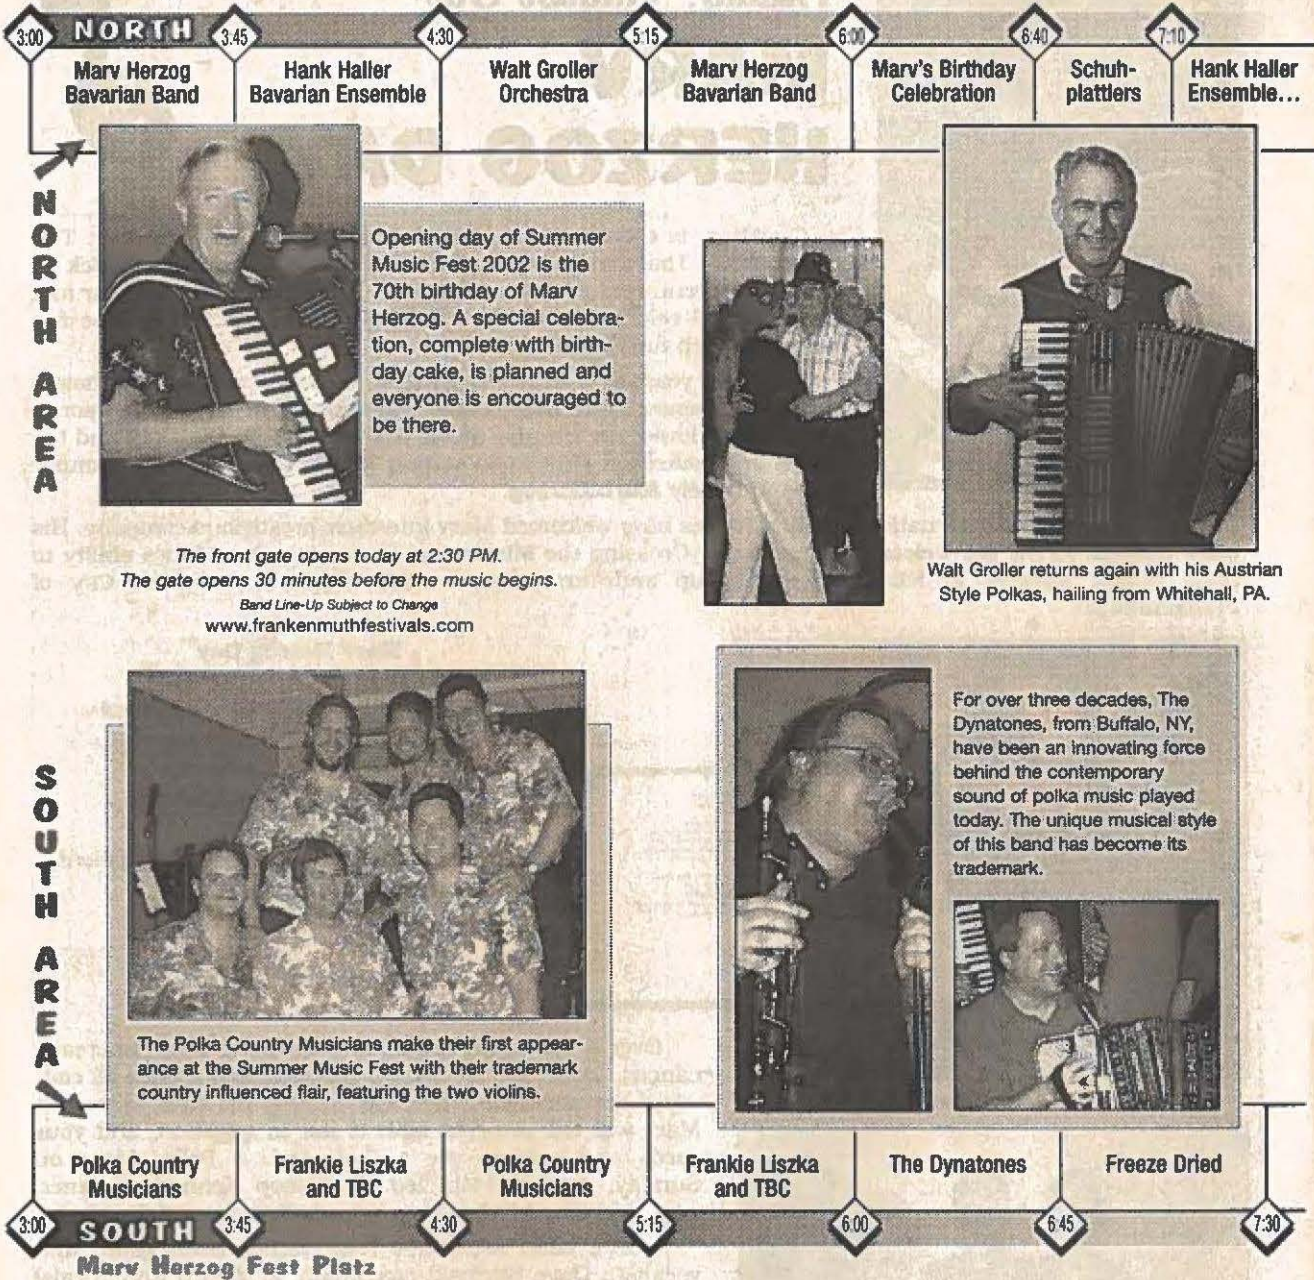 3:00 NORTH 3:45 4:30 5:15 6:00 6:40 7:10
Marv Herzog
Bavarian Band
Hank Haller
Bavarian Ensemble
Walt Groller
Orchestra
Marv Herzog
Bavarian Band
Marv's Birthday
Celebration
Schuh-
plattlers
Hank Haller
Ensemble...
NORTH AREA
Opening day of Summer
Music Fest 2002 is the
70th birthday of Marv
Herzog. A special celebra-
tion, complete with birth-
day cake, is planned and
everyone is encouraged to
be there.
The front gate opens today at 2:30 PM.
The gate opens 30 minutes before the music begins.
Band Line-Up Subject to Change
www.frankenmuthfestivals.com
Walt Groller returns again with his Austrian
Style Polkas, hailing from Whitehall, PA.
SOUTH AREA
The Polka Country Musicians make their first appear-
ance at the Summer Music Fest with their trademark
country influenced flair, featuring the two violins.
For over three decades, The
Dynatones, from Buffalo, NY,
have been an innovating force
behind the contemporary
sound of polka music played
today. The unique musical style
of this band has become its
trademark.
Polka Country
Musicians
Frankie Liszka
and TBC
Polka Country
Musicians
Frankie Liszka
and TBC
The Dynatones
Freeze Dried
3:00 SOUTH 3:45 4:30 5:15 6:00 6:45 7:30
Marv Herzog Fest Platz